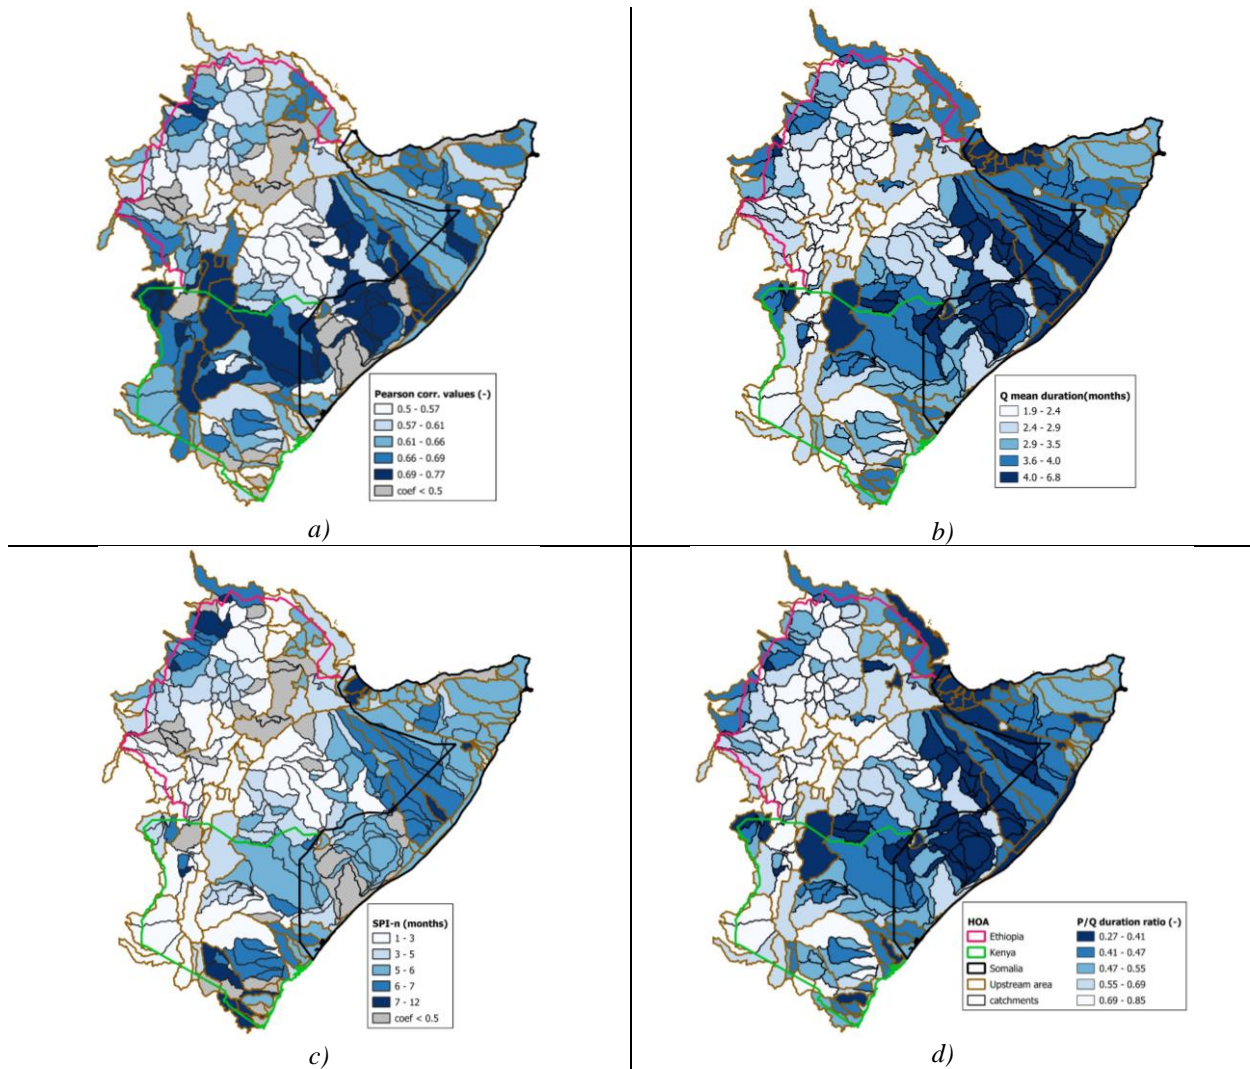 Pearson corr. values (-)
0.5 - 0.57
0.57 - 0.61
0.61 - 0.66
0.66 - 0.69
0.69 - 0.77
coef < 0.5
a)
Q mean duration(months)
1.9 - 2.4
2.4 - 2.9
2.9 - 3.5
3.6 - 4.0
4.0 - 6.8
b)
SPI-n (months)
1 - 3
3 - 5
5 - 6
6 - 7
7 - 12
coef < 0.5
c)
HOA
Ethiopia
Kenya
Somalia
Upstream area
catchments
P/Q duration ratio (-)
0.27 - 0.41
0.41 - 0.47
0.47 - 0.55
0.55 - 0.69
0.69 - 0.85
d)